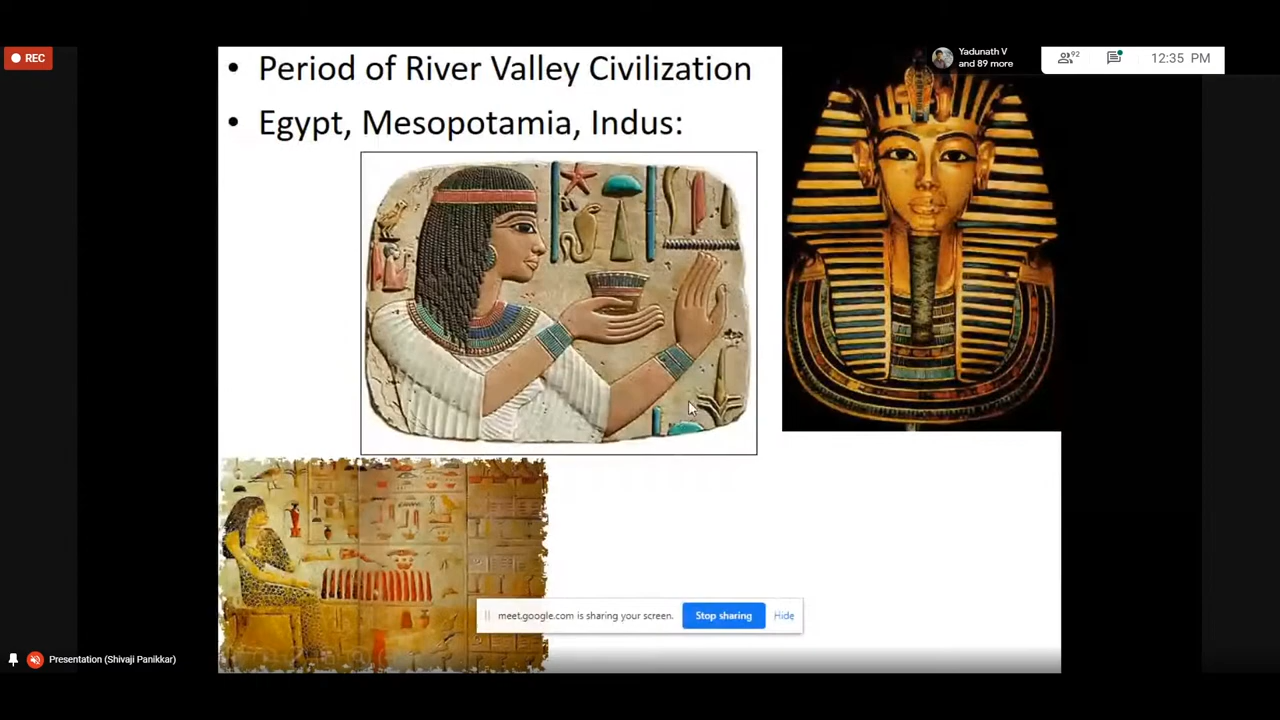 REC
• Period of River Valley Civilization
• Egypt, Mesopotamia, Indus:
Yadunath V
and 89 more
92
12:35 PM
meet.google.com is sharing your screen.
Stop sharing
Hide
Presentation (Shivaji Panikkar)